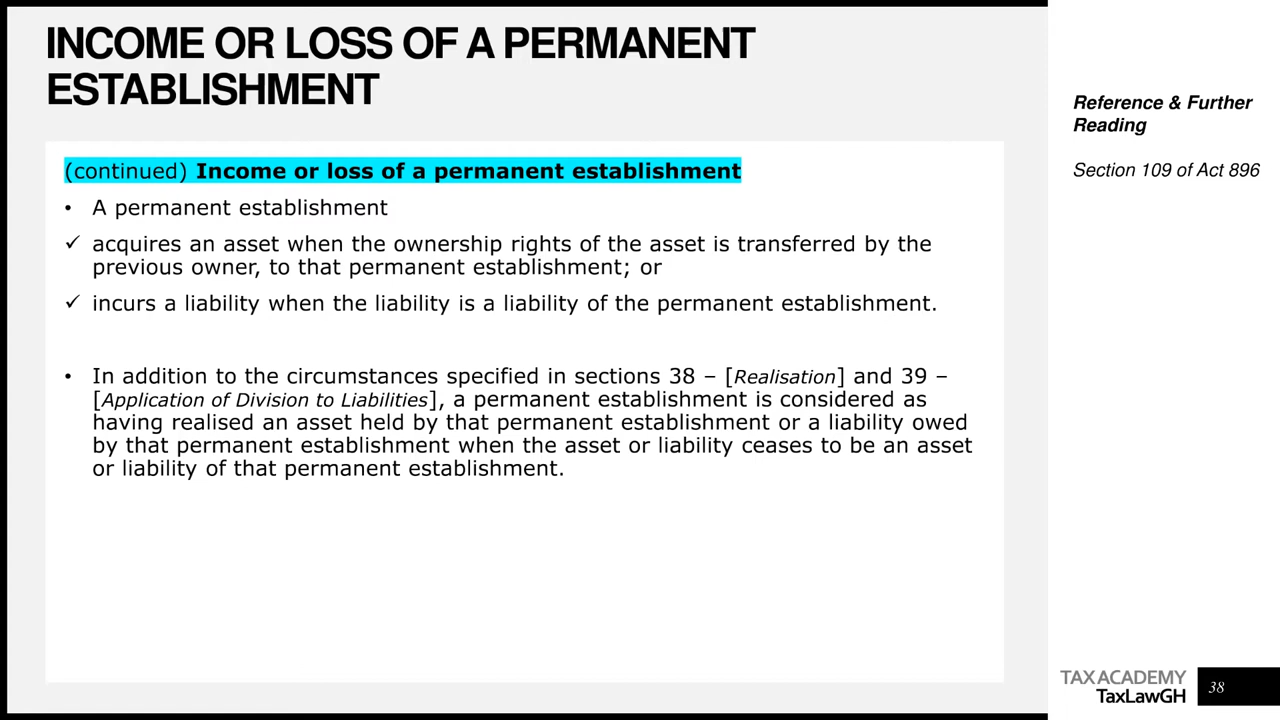 INCOME OR LOSS OF A PERMANENT
ESTABLISHMENT
(continued) Income or loss of a permanent establishment
• A permanent establishment
✓ acquires an asset when the ownership rights of the asset is transferred by the
previous owner, to that permanent establishment; or
✓ incurs a liability when the liability is a liability of the permanent establishment.
• In addition to the circumstances specified in sections 38 – [Realisation] and 39 –
[Application of Division to Liabilities], a permanent establishment is considered as
having realised an asset held by that permanent establishment or a liability owed
by that permanent establishment when the asset or liability ceases to be an asset
or liability of that permanent establishment.
Reference & Further
Reading
Section 109 of Act 896
TAX ACADEMY
TaxLawGH
38